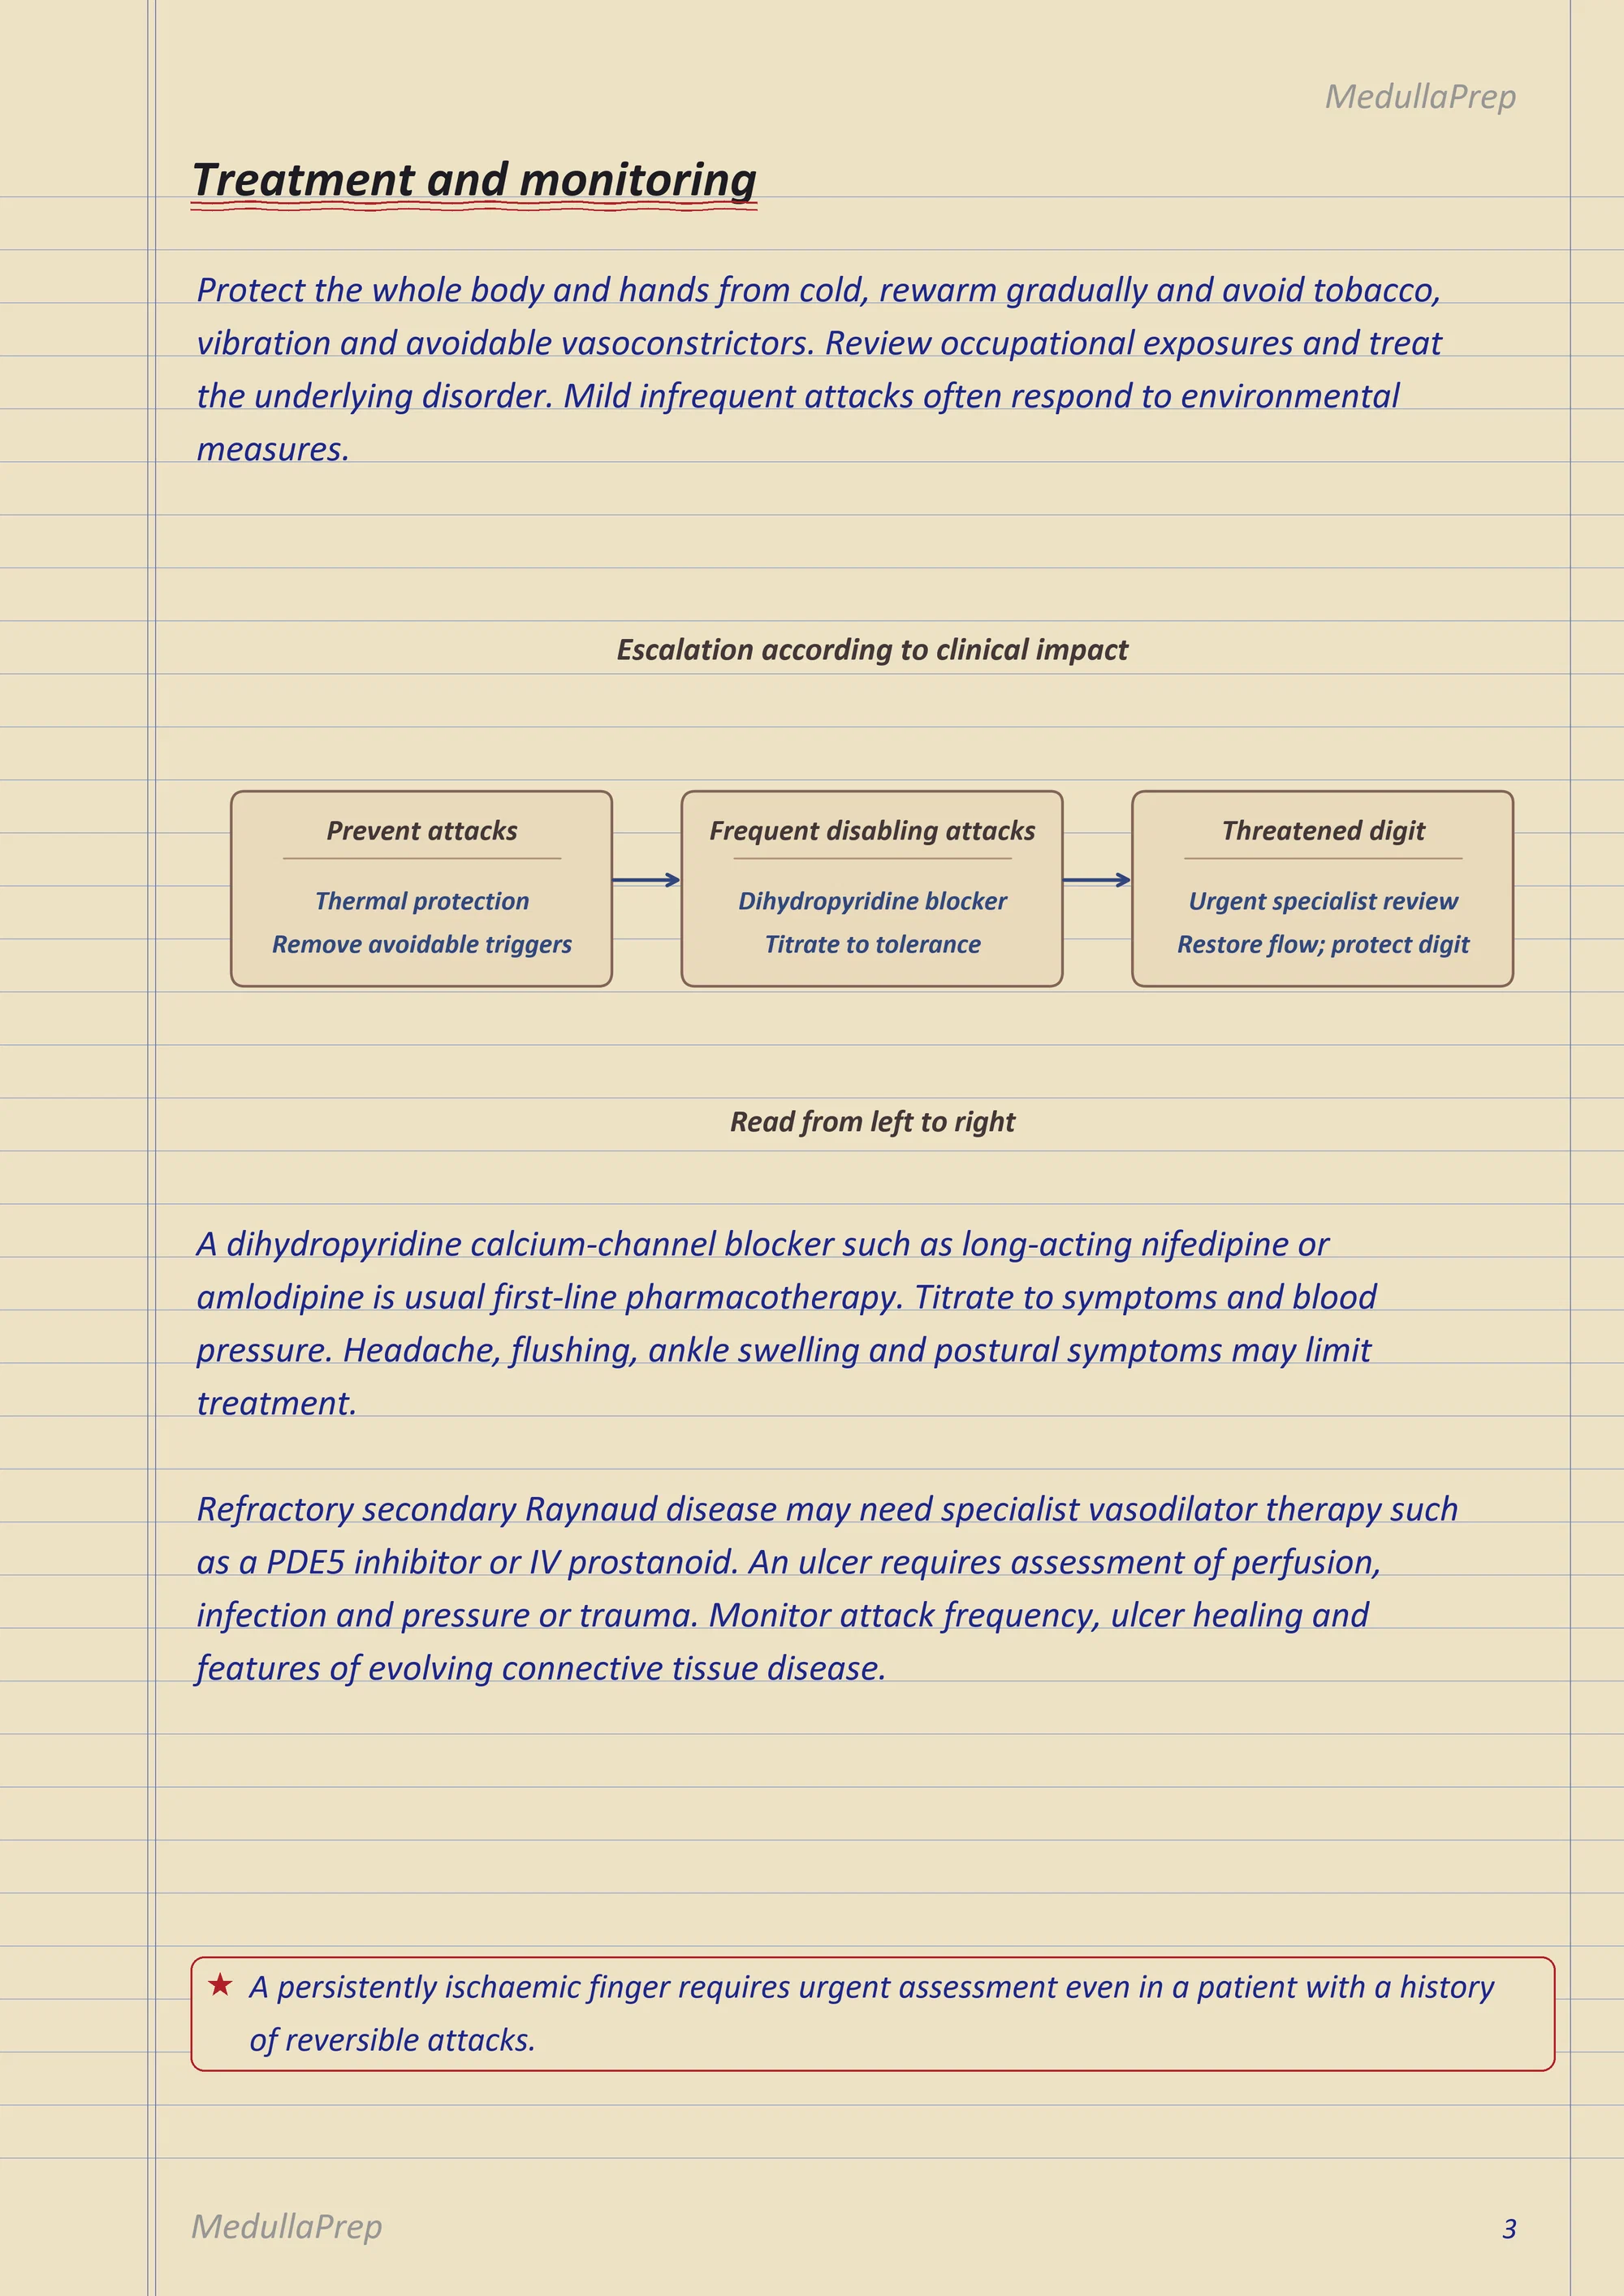 MedullaPrep
Treatment and monitoring
Protect the whole body and hands from cold, rewarm gradually and avoid tobacco,
vibration and avoidable vasoconstrictors. Review occupational exposures and treat
the underlying disorder. Mild infrequent attacks often respond to environmental
measures.
Escalation according to clinical impact
Prevent attacks
Thermal protection
Remove avoidable triggers
Frequent disabling attacks
Dihydropyridine blocker
Titrate to tolerance
Threatened digit
Urgent specialist review
Restore flow; protect digit
Read from left to right
A dihydropyridine calcium-channel blocker such as long-acting nifedipine or
amlodipine is usual first-line pharmacotherapy. Titrate to symptoms and blood
pressure. Headache, flushing, ankle swelling and postural symptoms may limit
treatment.
Refractory secondary Raynaud disease may need specialist vasodilator therapy such
as a PDE5 inhibitor or IV prostanoid. An ulcer requires assessment of perfusion,
infection and pressure or trauma. Monitor attack frequency, ulcer healing and
features of evolving connective tissue disease.
★ A persistently ischaemic finger requires urgent assessment even in a patient with a history
of reversible attacks.
MedullaPrep
3